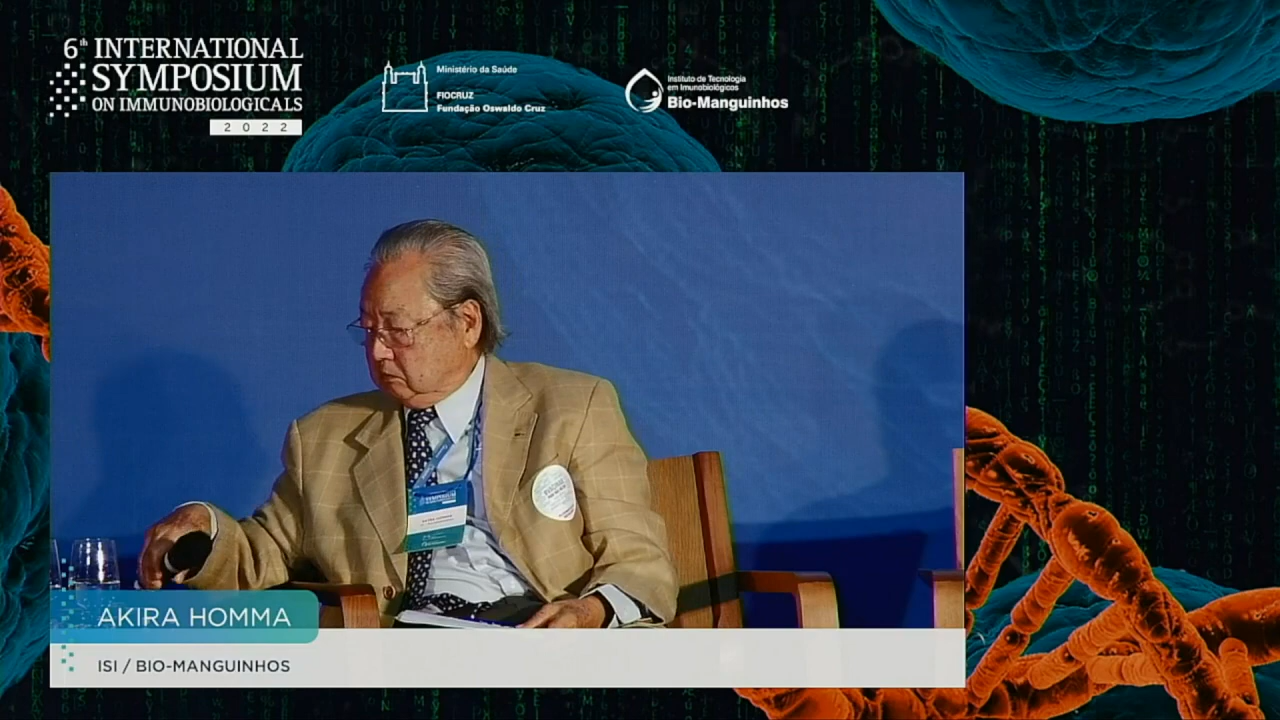 6th INTERNATIONAL
SYMPOSIUM
ON IMMUNOBIOLOGICALS
2022
Ministério da Saúde
FIOCRUZ
Fundação Oswaldo Cruz
Instituto de Tecnologia
em Imunobiológicos
Bio-Manguinhos
SYMPOSIUM
AKIRA HOMMA
ISI / BIO-MANGUINHOS